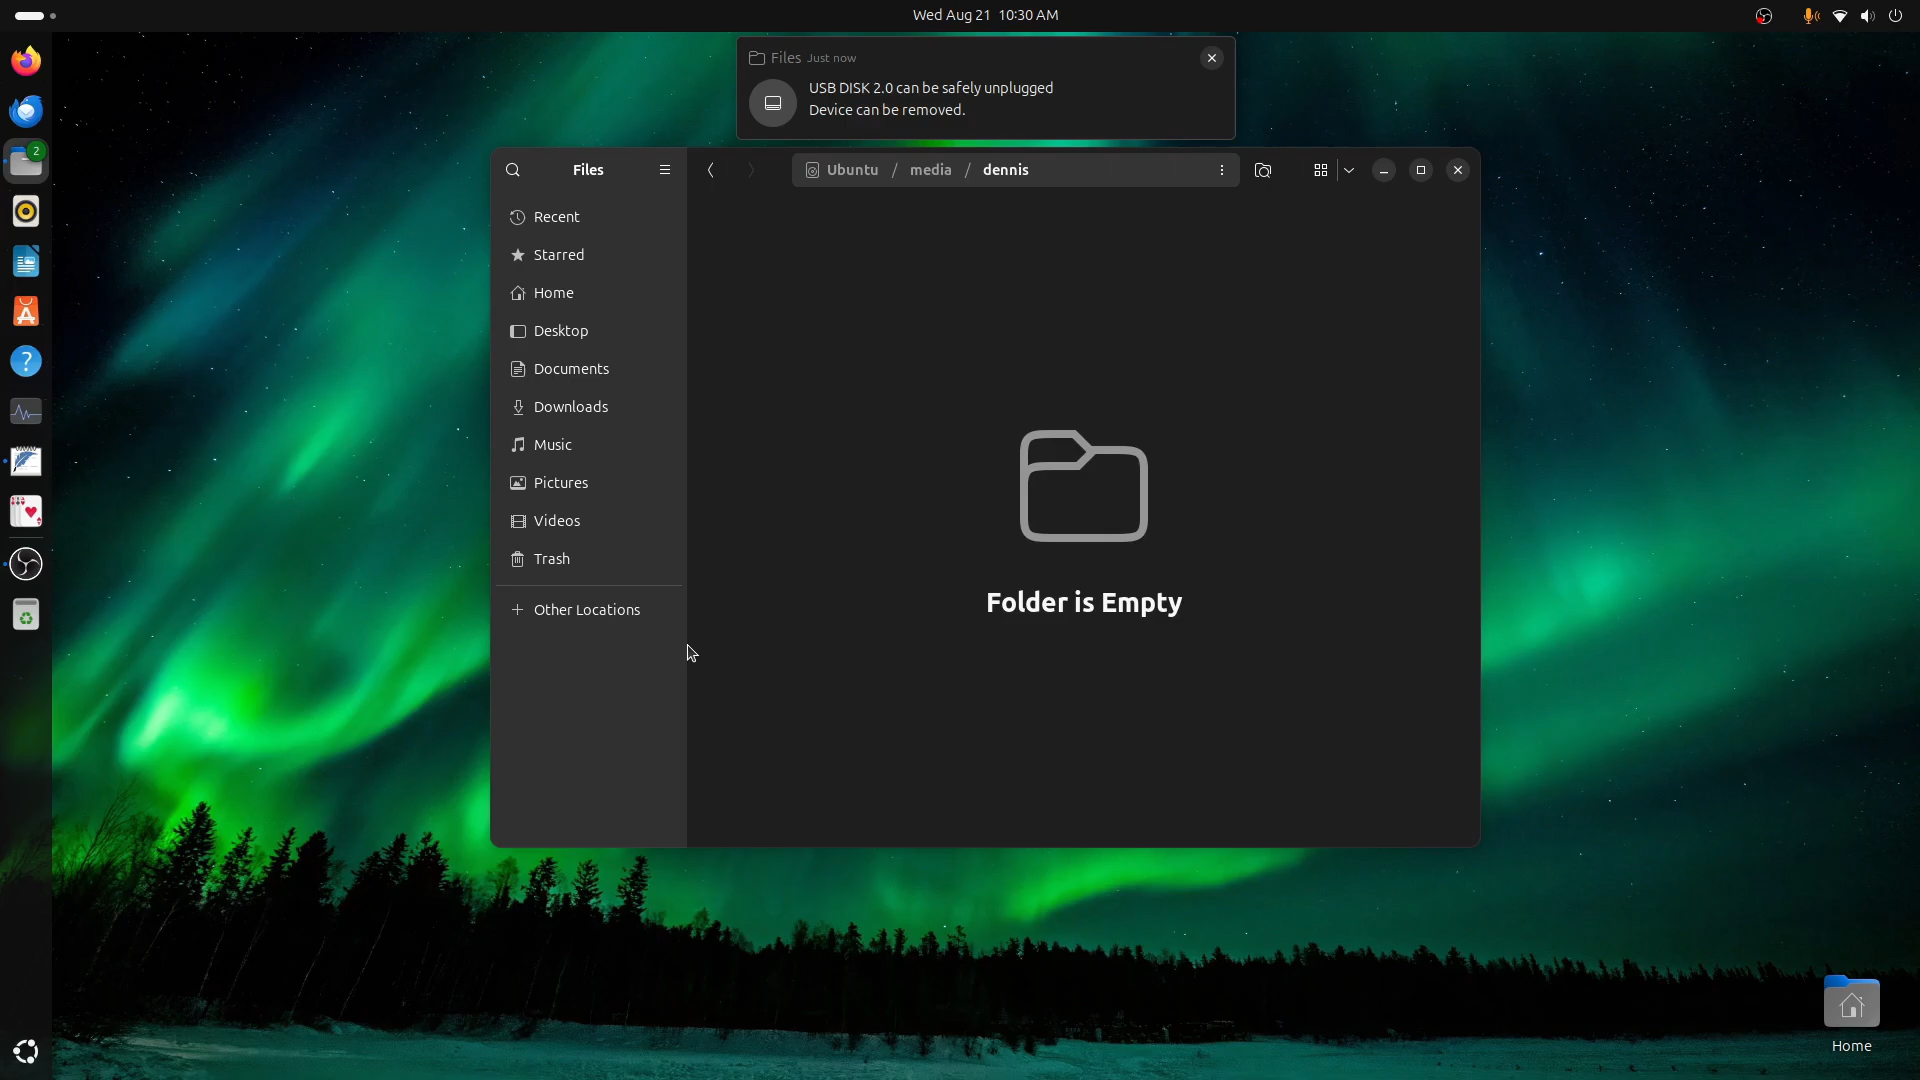 Wed Aug 21 10:30 AM
Files Just now
USB DISK 2.0 can be safely unplugged
Device can be removed.
2
Files
Ubuntu / media / dennis
Recent
Starred
Home
Desktop
Documents
Downloads
Music
Pictures
Videos
Trash
Other Locations
Folder is Empty
Home